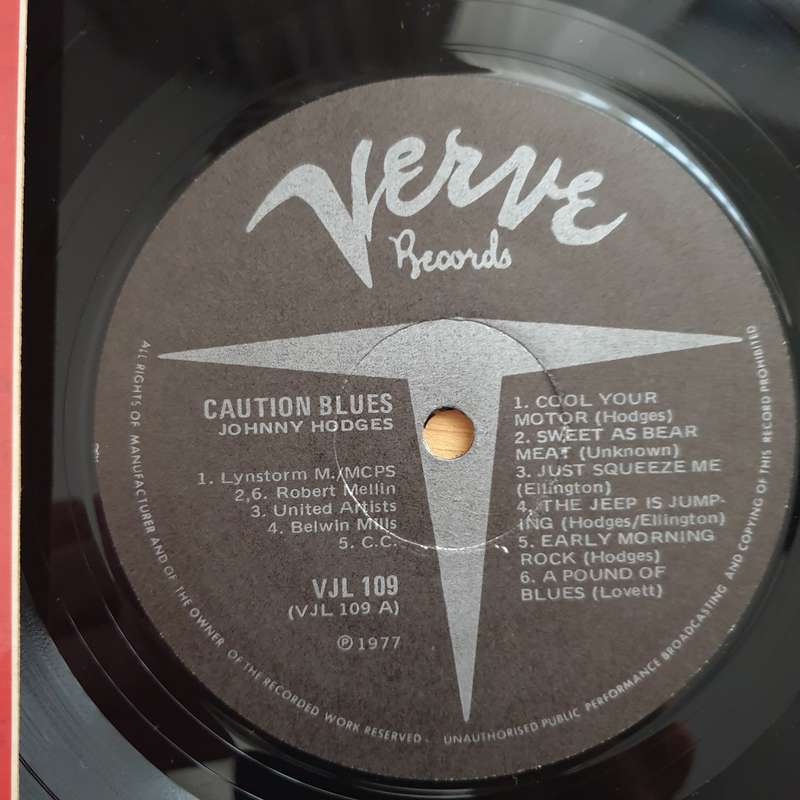 Verve
Records
CAUTION BLUES
JOHNNY HODGES
1. Lynstorm M./MCPS
2,6. Robert Mellin
3. United Artists
4. Belwin Mills
5. C.C.
VJL 109
(VJL 109 A)
℗ 1977
1. COOL YOUR
MOTOR (Hodges)
2. SWEET AS BEAR
MEAT (Unknown)
3. JUST SQUEEZE ME
(Ellington)
4. THE JEEP IS JUMP-
ING (Hodges/Ellington)
5. EARLY MORNING
ROCK (Hodges)
6. A POUND OF
BLUES (Lovett)
ALL RIGHTS OF MANUFACTURER AND OF THE OWNER OF THE RECORDED WORK RESERVED. UNAUTHORISED PUBLIC PERFORMANCE BROADCASTING AND COPYING OF THIS RECORD PROHIBITED